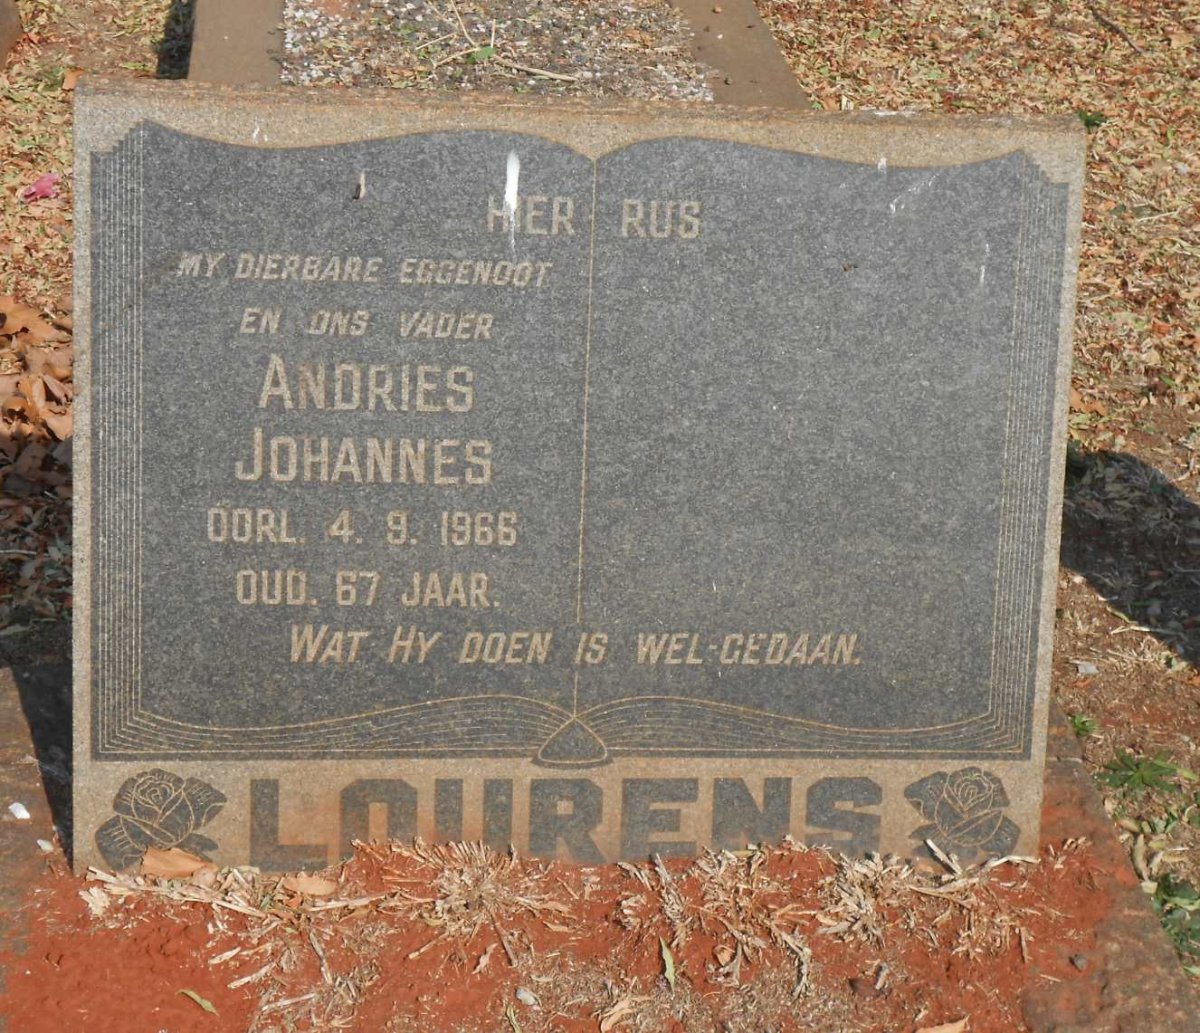 HIER RUS
MY DIERBARE EGGENOOT
EN ONS VADER
ANDRIES
JOHANNES
OORL. 4. 9. 1966
OUD. 67 JAAR.
WAT HY DOEN IS WEL-GEDAAN.
LOURENS